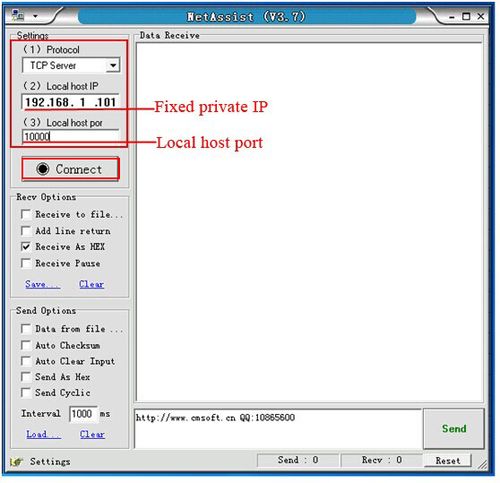 NetAssist (V3.7)
Settings
Data Receive
(1) Protocol
TCP Server
(2) Local host IP
192.168. 1 .101
Fixed private IP
(3) Local host por
10000
Local host port
Connect
Recv Options
Receive to file...
Add line return
Receive As HEX
Receive Pause
Save...
Clear
Send Options
Data from file ...
Auto Checksum
Auto Clear Input
Send As Hex
Send Cyclic
Interval 1000 ms
Load...
Clear
http://www.cmsoft.cn QQ:10865600
Send
Settings
Send : 0
Recv : 0
Reset